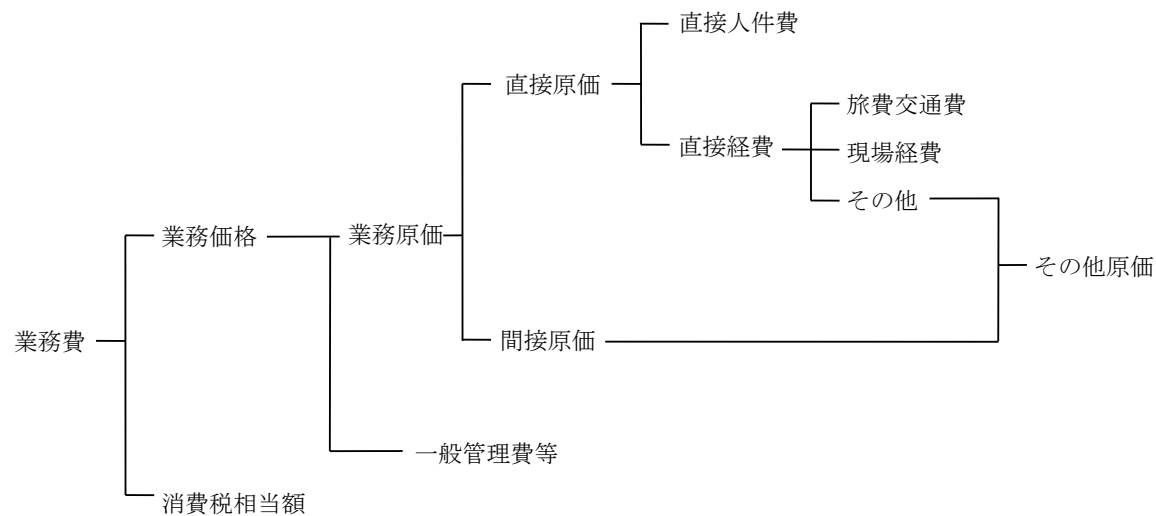 直接人件費
直接原価
旅費交通費
直接経費
現場経費
その他
業務価格
業務原価
その他原価
業務費
間接原価
一般管理費等
消費税相当額